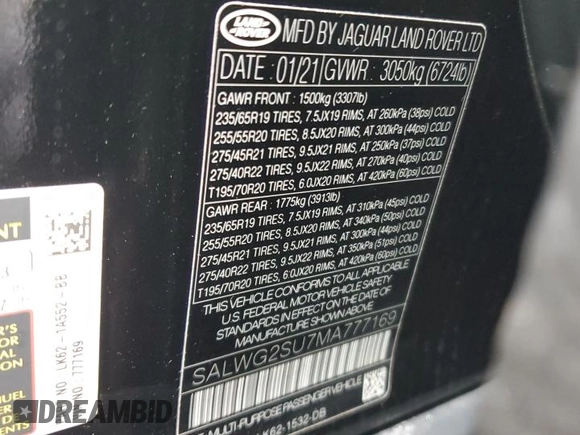 LAND ROVER
MFD BY JAGUAR LAND ROVER LTD
DATE : 01/21 GVWR : 3050kg (6724lb)
GAWR FRONT : 1500kg (3307lb)
235/65R19 TIRES, 7.5JX19 RIMS, AT 260kPa (38psi) COLD
255/55R20 TIRES, 8.5JX20 RIMS, AT 300kPa (44psi) COLD
275/45R21 TIRES, 9.5JX21 RIMS, AT 250kPa (37psi) COLD
275/40R22 TIRES, 9.5JX22 RIMS, AT 270kPa (40psi) COLD
T195/70R20 TIRES, 6.0JX20 RIMS, AT 420kPa (60psi) COLD
GAWR REAR : 1775kg (3913lb)
235/65R19 TIRES, 7.5JX19 RIMS, AT 310kPa (45psi) COLD
255/55R20 TIRES, 8.5JX20 RIMS, AT 340kPa (50psi) COLD
275/45R21 TIRES, 9.5JX21 RIMS, AT 300kPa (44psi) COLD
275/40R22 TIRES, 9.5JX22 RIMS, AT 350kPa (51psi) COLD
T195/70R20 TIRES, 6.0JX20 RIMS, AT 420kPa (60psi) COLD
THIS VEHICLE CONFORMS TO ALL APPLICABLE
U.S. FEDERAL MOTOR VEHICLE SAFETY
STANDARDS IN EFFECT ON THE DATE OF
MANUFACTURE SHOWN ABOVE
SALWG2SU7MA777169
MULTI-PURPOSE PASSENGER VEHICLE
LK62-1532-DB
NT
NO LK62-1A552-BB
NO 777169
DREAMBID